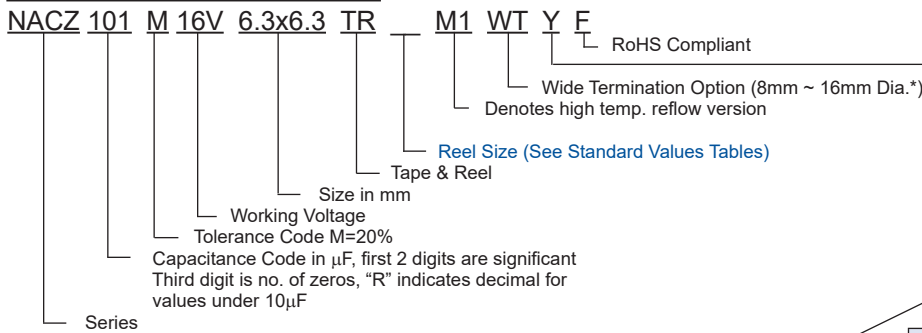 NACZ 101 M 16V 6.3x6.3 TR __ M1 WT Y F
RoHS Compliant
Wide Termination Option (8mm ~ 16mm Dia.*)
Denotes high temp. reflow version
Reel Size (See Standard Values Tables)
Tape & Reel
Size in mm
Working Voltage
Tolerance Code M=20%
Capacitance Code in μF, first 2 digits are significant
Third digit is no. of zeros, “R” indicates decimal for
values under 10μF
Series